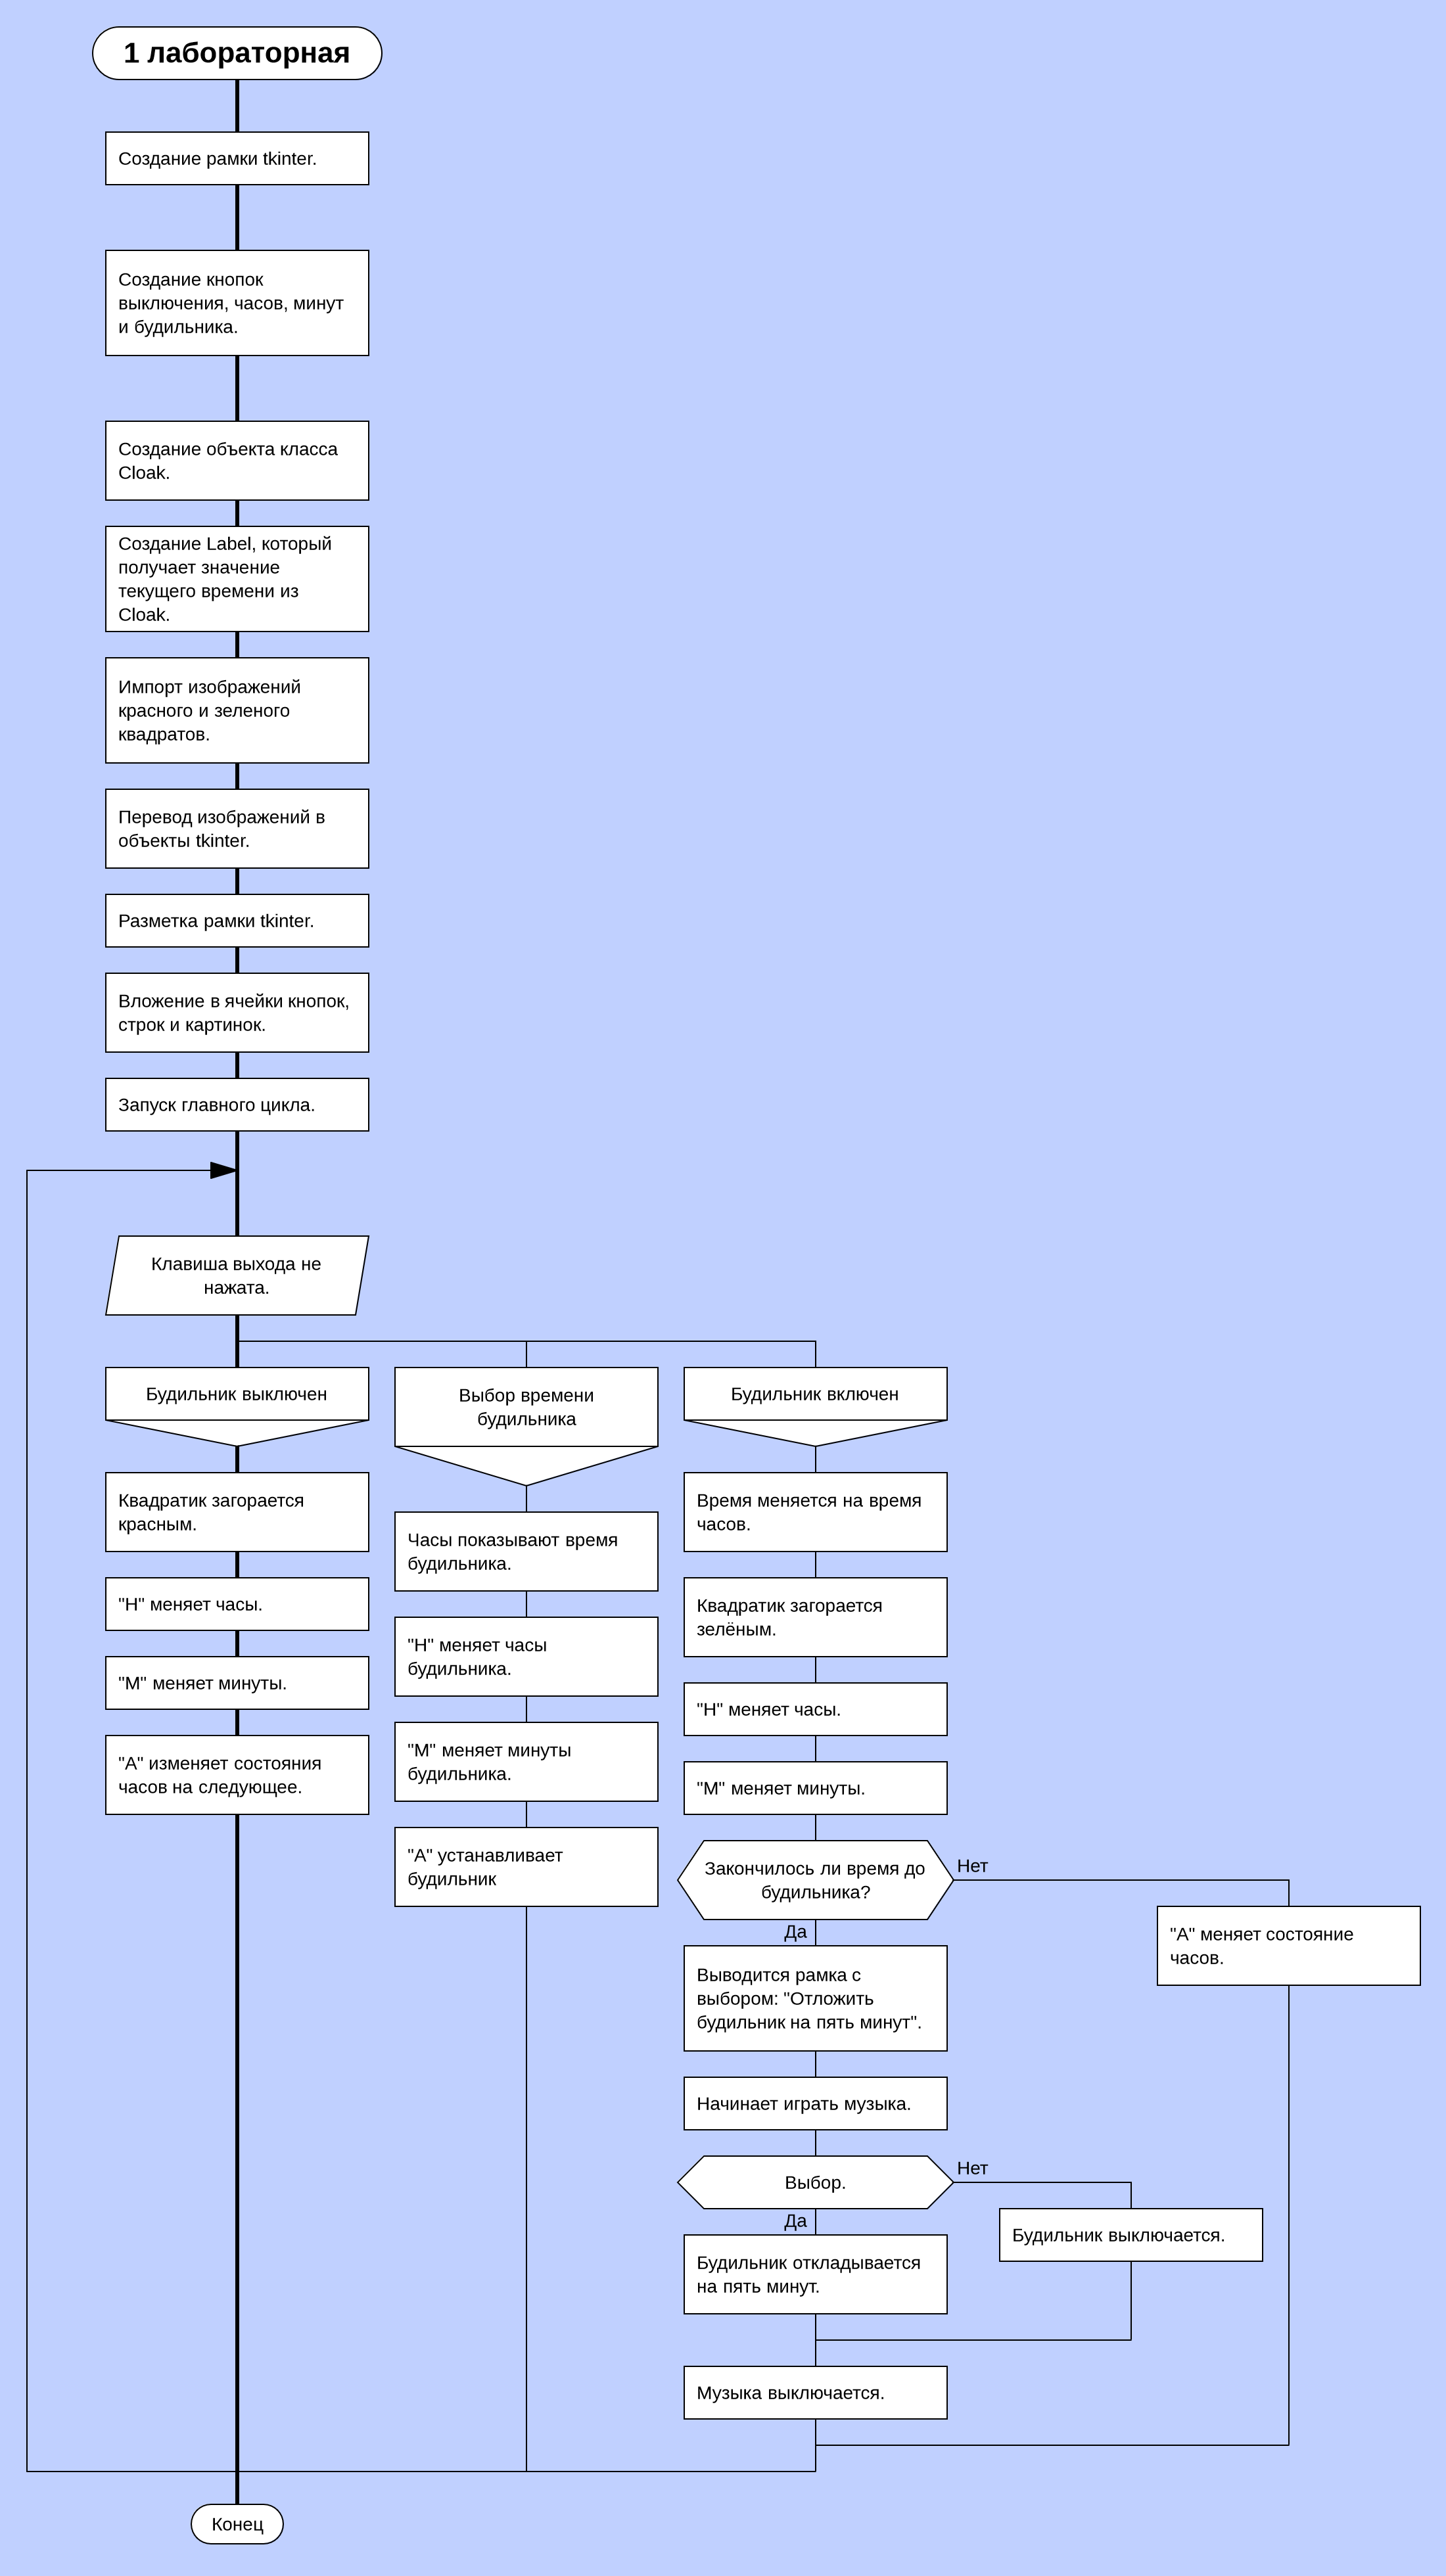 1 лабораторная
Создание рамки tkinter.
Создание кнопок
выключения, часов, минут
и будильника.
Создание объекта класса
Cloak.
Создание Label, который
получает значение
текущего времени из
Cloak.
Импорт изображений
красного и зеленого
квадратов.
Перевод изображений в
объекты tkinter.
Разметка рамки tkinter.
Вложение в ячейки кнопок,
строк и картинок.
Запуск главного цикла.
Клавиша выхода не
нажата.
Будильник выключен
Квадратик загорается
красным.
"H" меняет часы.
"M" меняет минуты.
"A" изменяет состояния
часов на следующее.
Выбор времени
будильника
Часы показывают время
будильника.
"H" меняет часы
будильника.
"M" меняет минуты
будильника.
"A" устанавливает
будильник
Будильник включен
Время меняется на время
часов.
Квадратик загорается
зелёным.
"H" меняет часы.
"M" меняет минуты.
Закончилось ли время до
будильника?
Нет
Да
"A" меняет состояние
часов.
Выводится рамка с
выбором: "Отложить
будильник на пять минут".
Начинает играть музыка.
Выбор.
Нет
Да
Будильник выключается.
Будильник откладывается
на пять минут.
Музыка выключается.
Конец